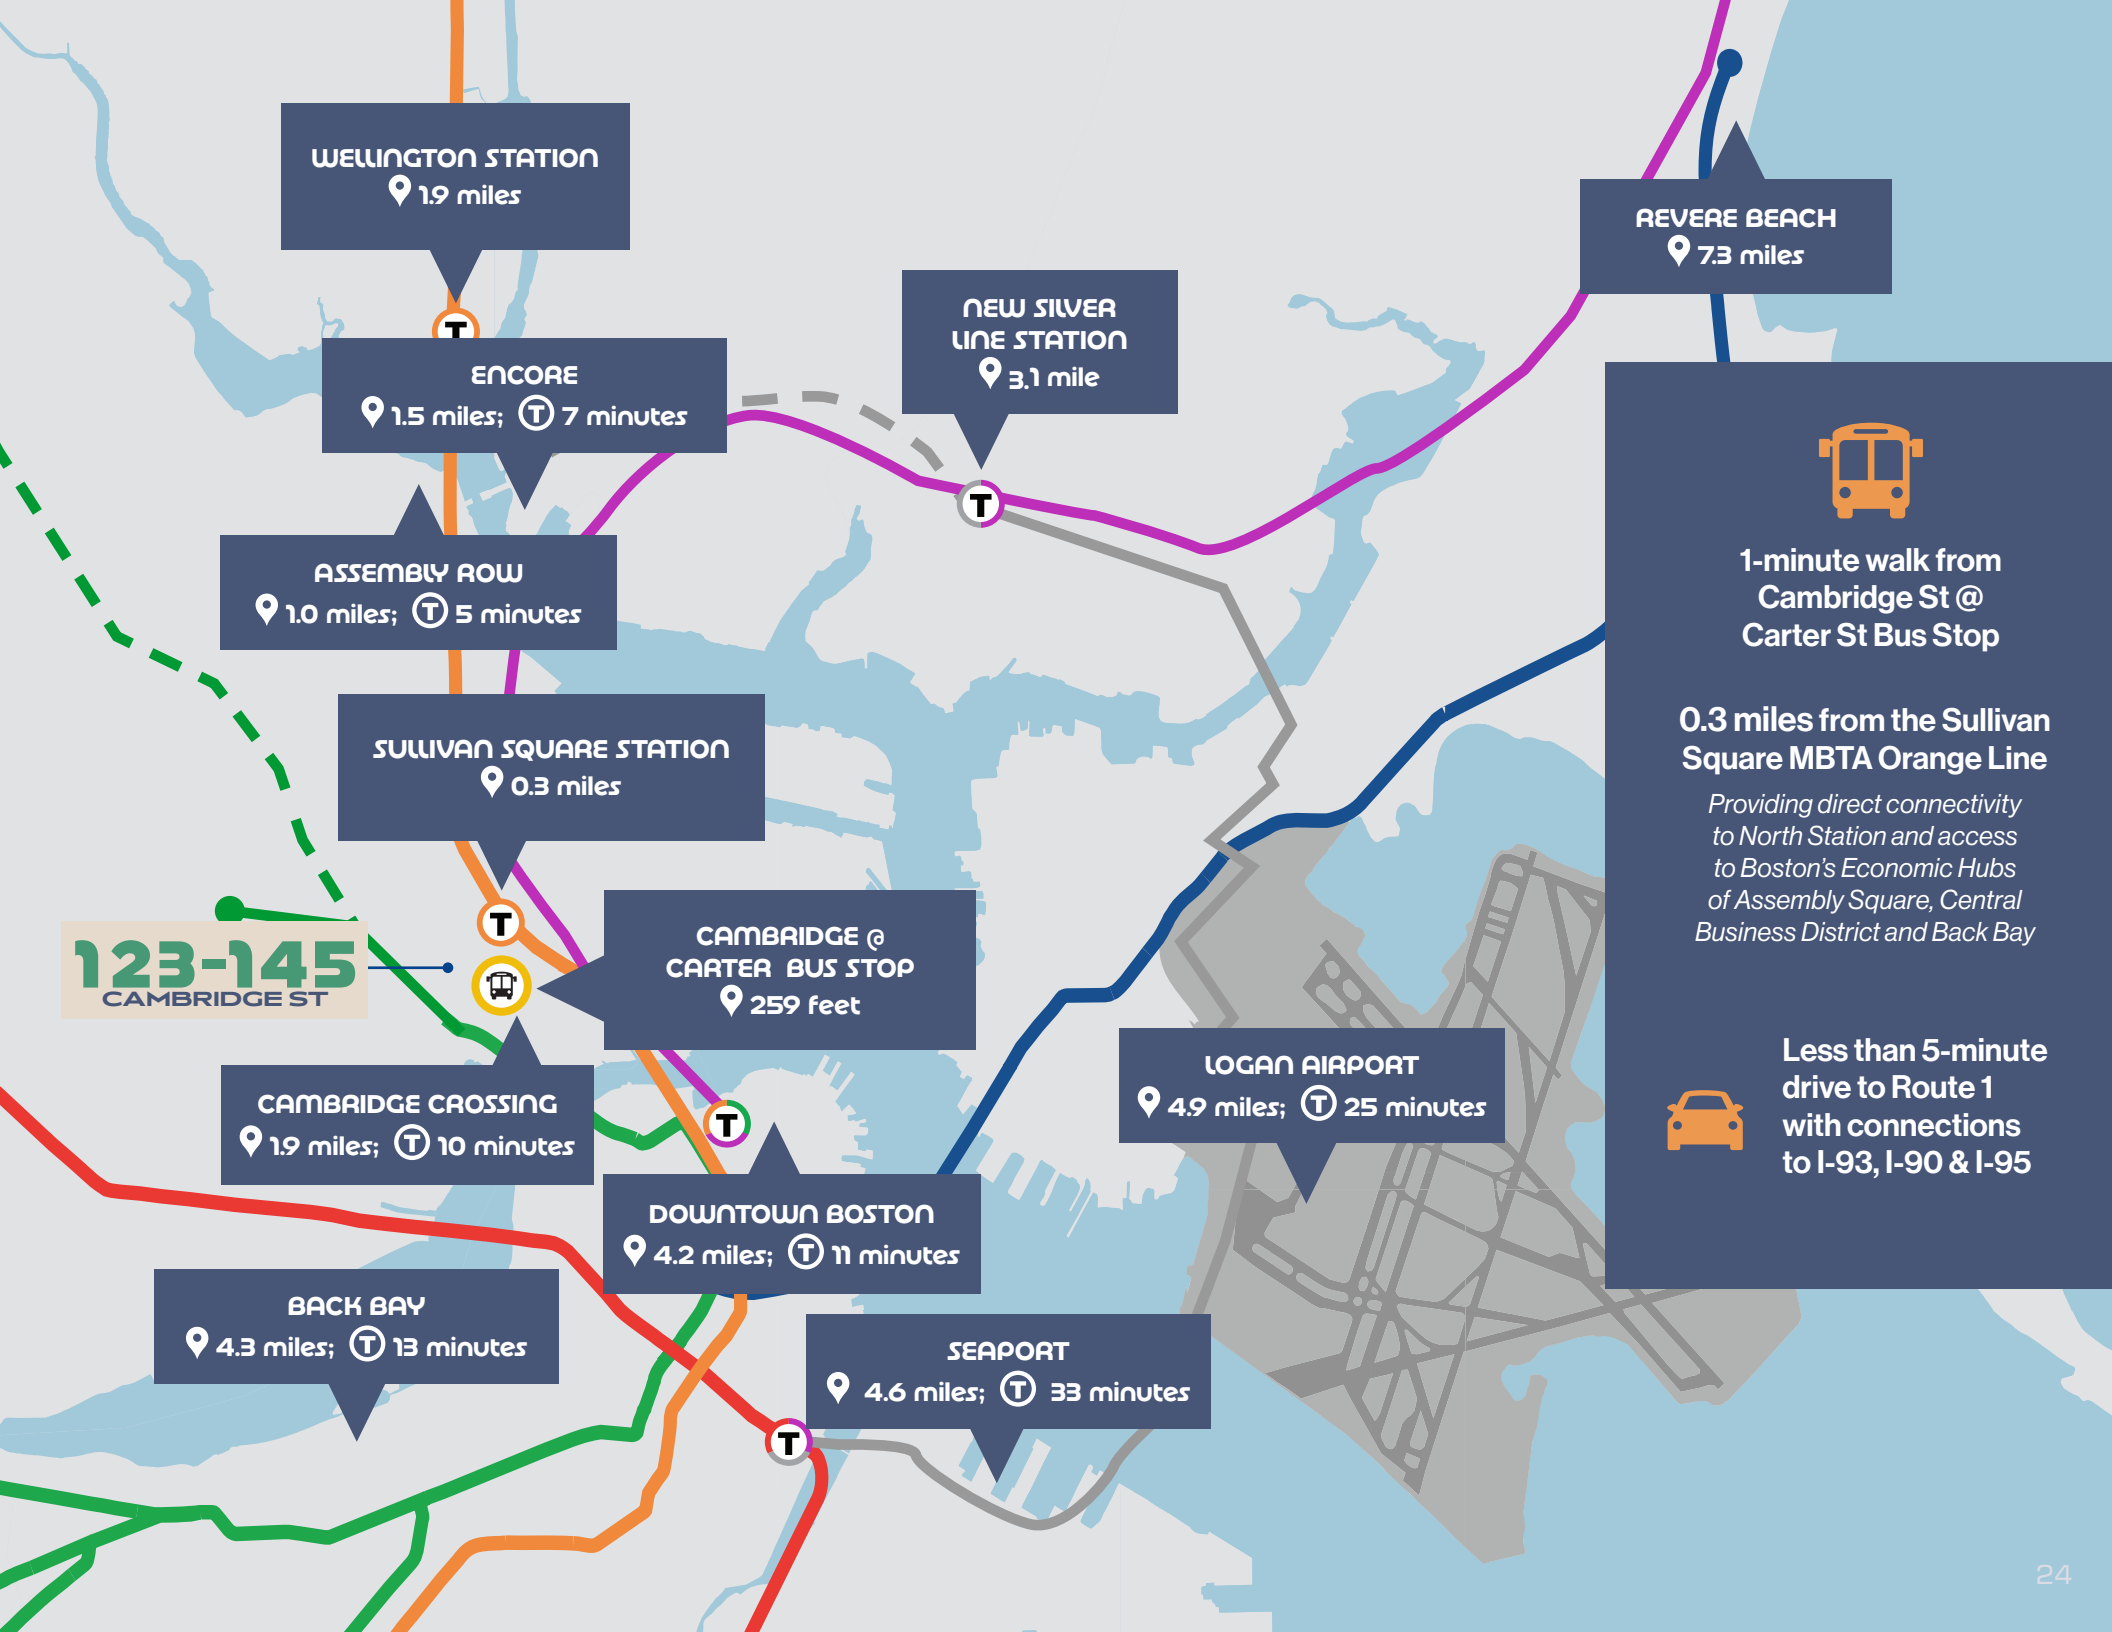 WELLINGTON STATION
1.9 miles
REVERE BEACH
7.3 miles
NEW SILVER
LINE STATION
3.1 mile
T
ENCORE
1.5 miles; T 7 minutes
T
ASSEMBLY ROW
1.0 miles; T 5 minutes
SULLIVAN SQUARE STATION
0.3 miles
T
123-145
CAMBRIDGE ST
CAMBRIDGE @
CARTER BUS STOP
259 feet
CAMBRIDGE CROSSING
1.9 miles; T 10 minutes
T
LOGAN AIRPORT
4.9 miles; T 25 minutes
DOWNTOWN BOSTON
4.2 miles; T 11 minutes
BACK BAY
4.3 miles; T 13 minutes
SEAPORT
4.6 miles; T 33 minutes
T
1-minute walk from
Cambridge St @
Carter St Bus Stop
0.3 miles from the Sullivan
Square MBTA Orange Line
Providing direct connectivity
to North Station and access
to Boston's Economic Hubs
of Assembly Square, Central
Business District and Back Bay
Less than 5-minute
drive to Route 1
with connections
to I-93, I-90 & I-95
24